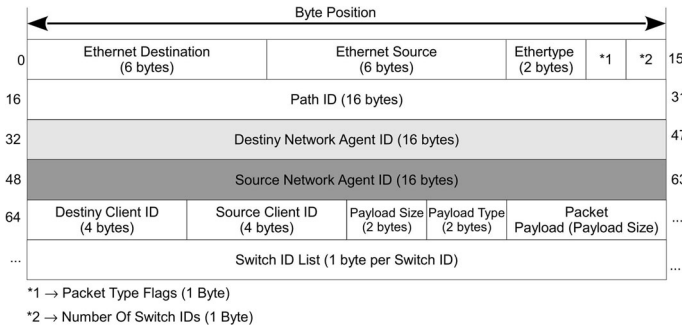 Byte Position
0 Ethernet Destination (6 bytes) Ethernet Source (6 bytes) Ethertype (2 bytes) *1 *2 15
16 Path ID (16 bytes) 31
32 Destiny Network Agent ID (16 bytes) 47
48 Source Network Agent ID (16 bytes) 63
64 Destiny Client ID (4 bytes) Source Client ID (4 bytes) Payload Size (2 bytes) Payload Type (2 bytes) Packet Payload (Payload Size) ...
... Switch ID List (1 byte per Switch ID) ...
*1 → Packet Type Flags (1 Byte)
*2 → Number Of Switch IDs (1 Byte)